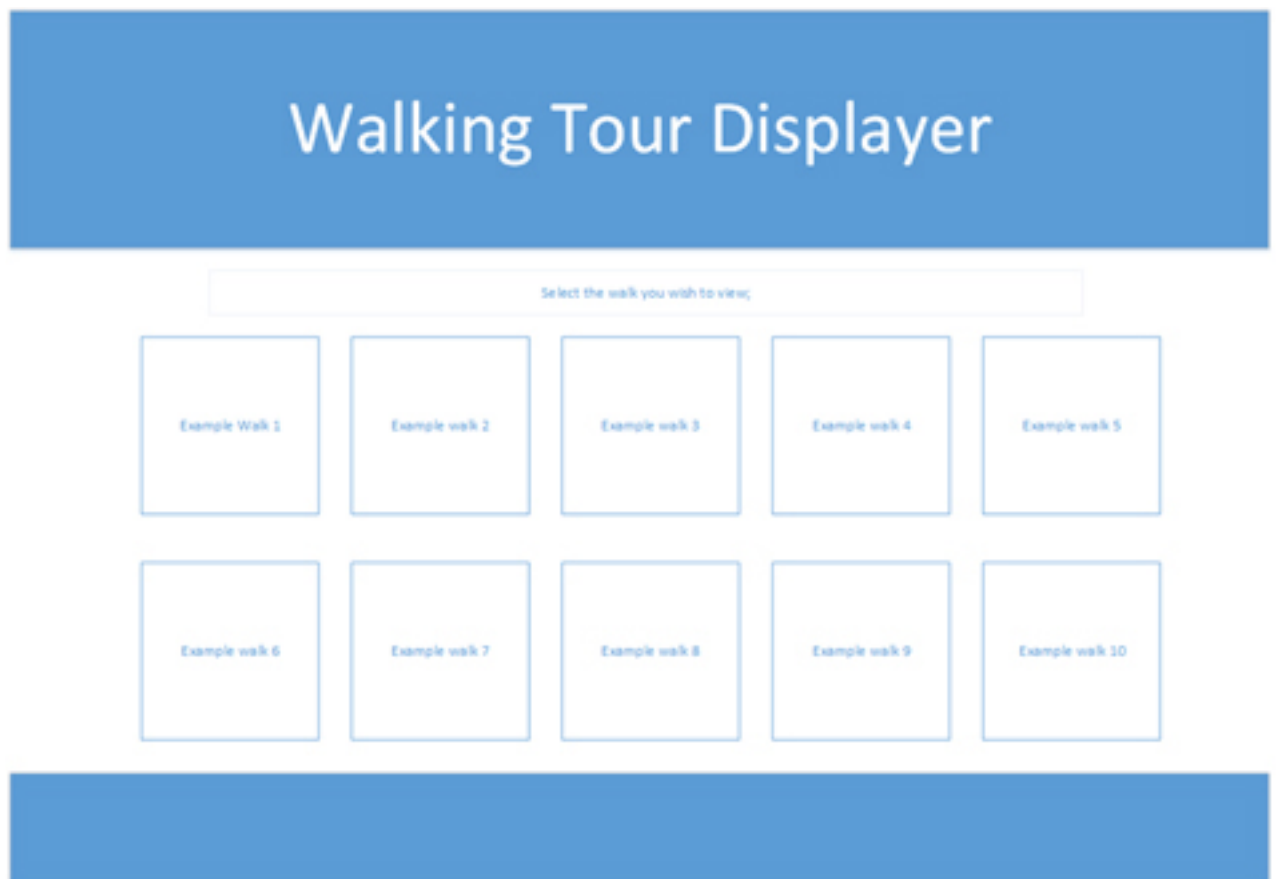 Walking Tour Displayer
Select the walk you wish to view;
Example Walk 1
Example walk 2
Example walk 3
Example walk 4
Example walk 5
Example walk 6
Example walk 7
Example walk 8
Example walk 9
Example walk 10